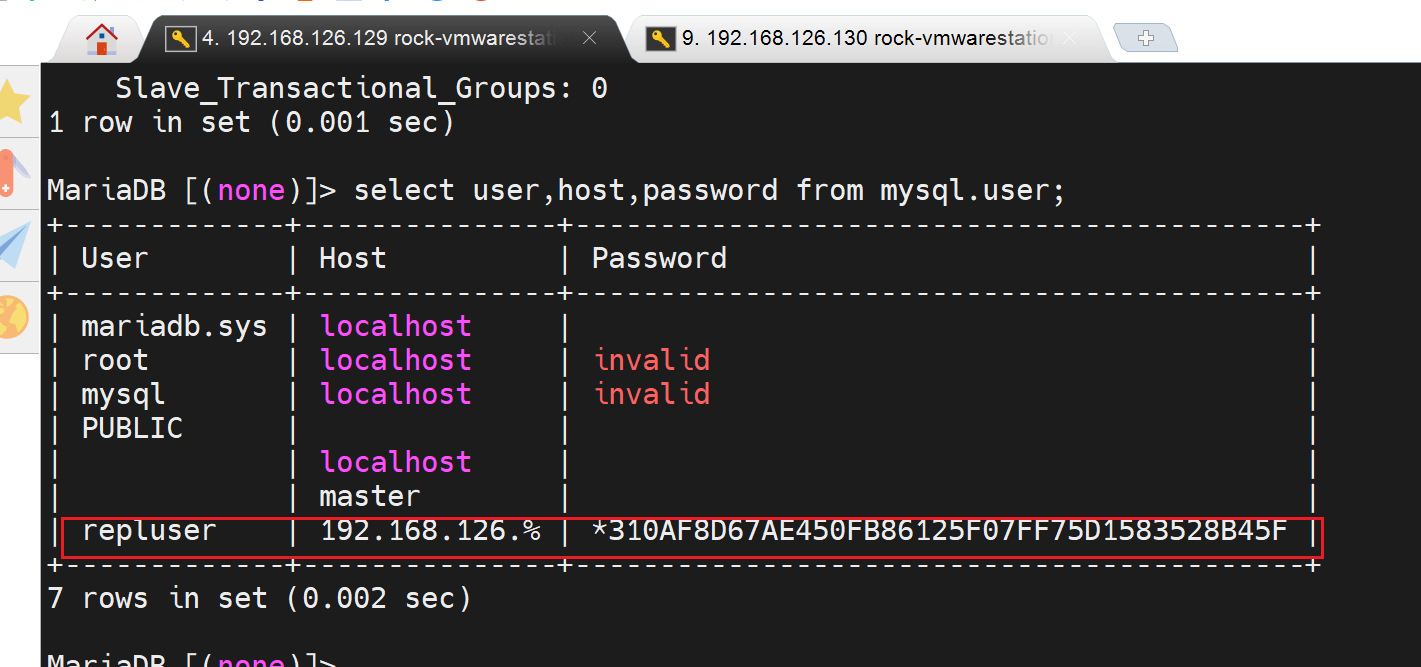 4. 192.168.126.129 rock-vmwarestati
9. 192.168.126.130 rock-vmwarestation
Slave_Transactional_Groups: 0
1 row in set (0.001 sec)
MariaDB [(none)]> select user,host,password from mysql.user;
+-------------+---------------+-------------------------------------------+
| User | Host | Password |
+-------------+---------------+-------------------------------------------+
| mariadb.sys | localhost | |
| root | localhost | invalid |
| mysql | localhost | invalid |
| PUBLIC | | |
| | localhost | |
| | master | |
| repluser | 192.168.126.% | *310AF8D67AE450FB86125F07FF75D1583528B45F |
+-------------+---------------+-------------------------------------------+
7 rows in set (0.002 sec)
MariaDB [(none)]>